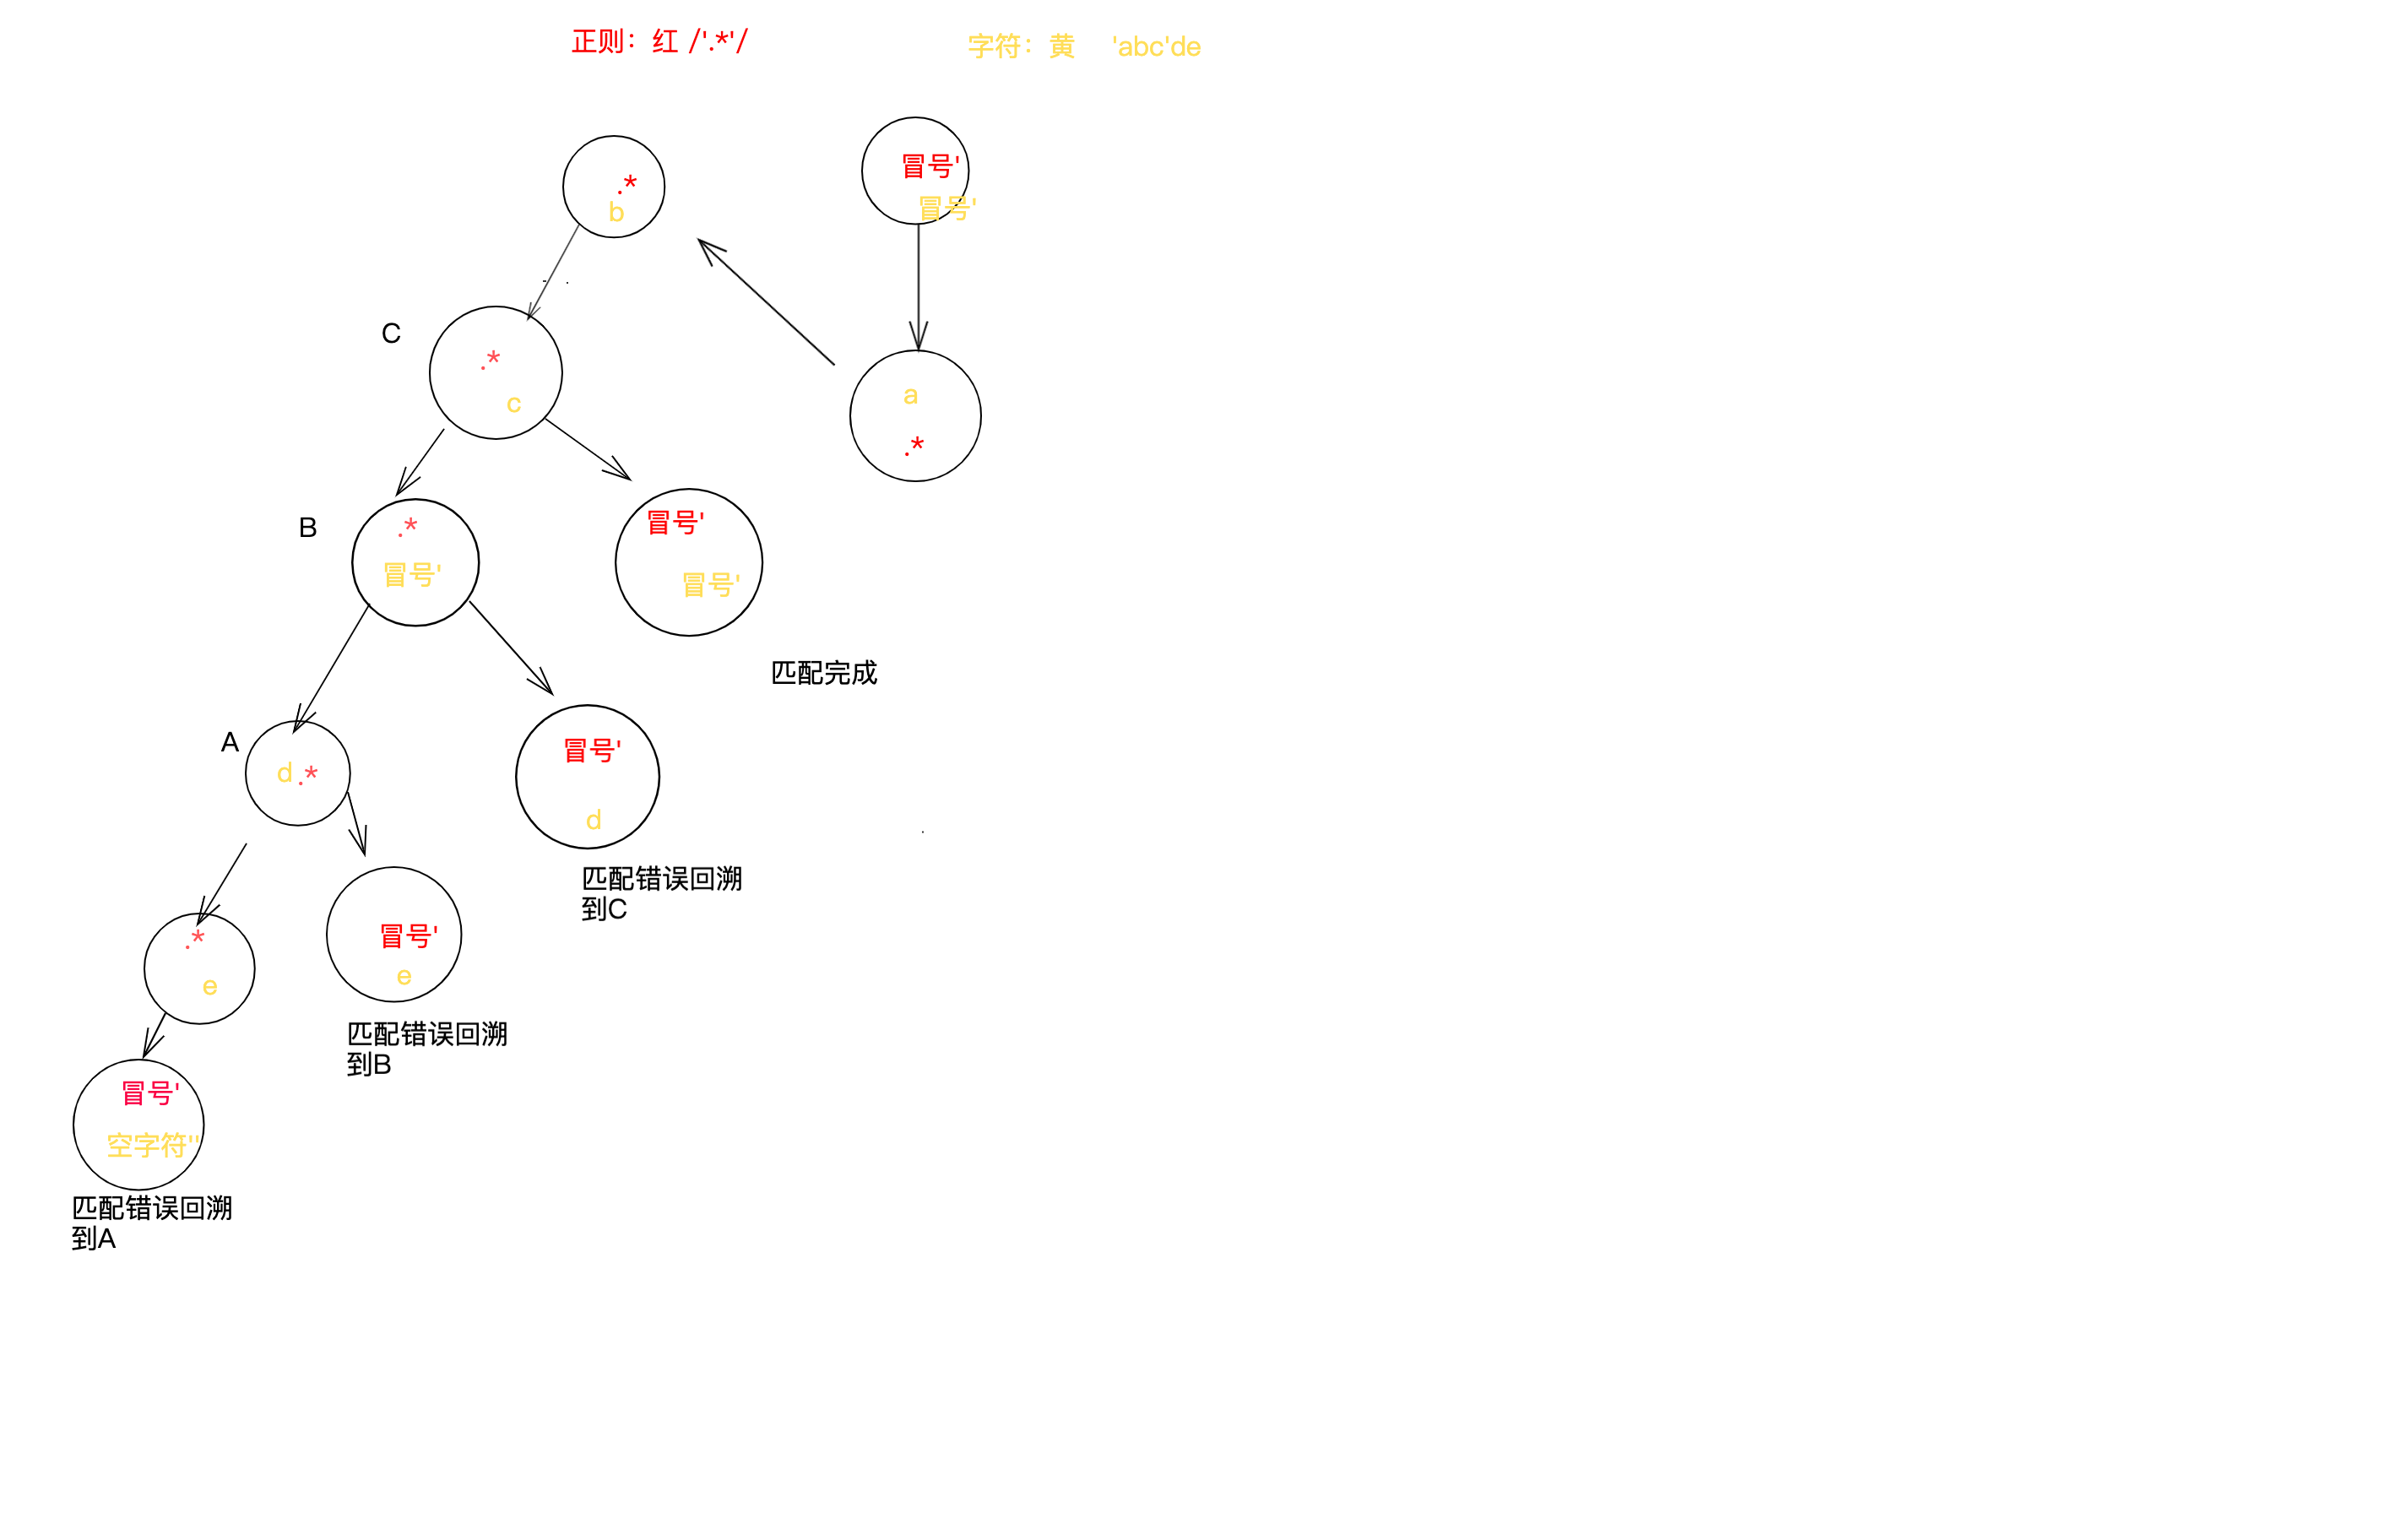 正则：红 /'.*'/
字符：黄 'abc'de
.*
b
冒号'
冒号'
C
.*
c
a
.*
B
.*
冒号'
冒号'
冒号'
匹配完成
A
d .*
冒号'
d
匹配错误回溯
到C
.*
e
冒号'
e
匹配错误回溯
到B
冒号'
空字符''
匹配错误回溯
到A